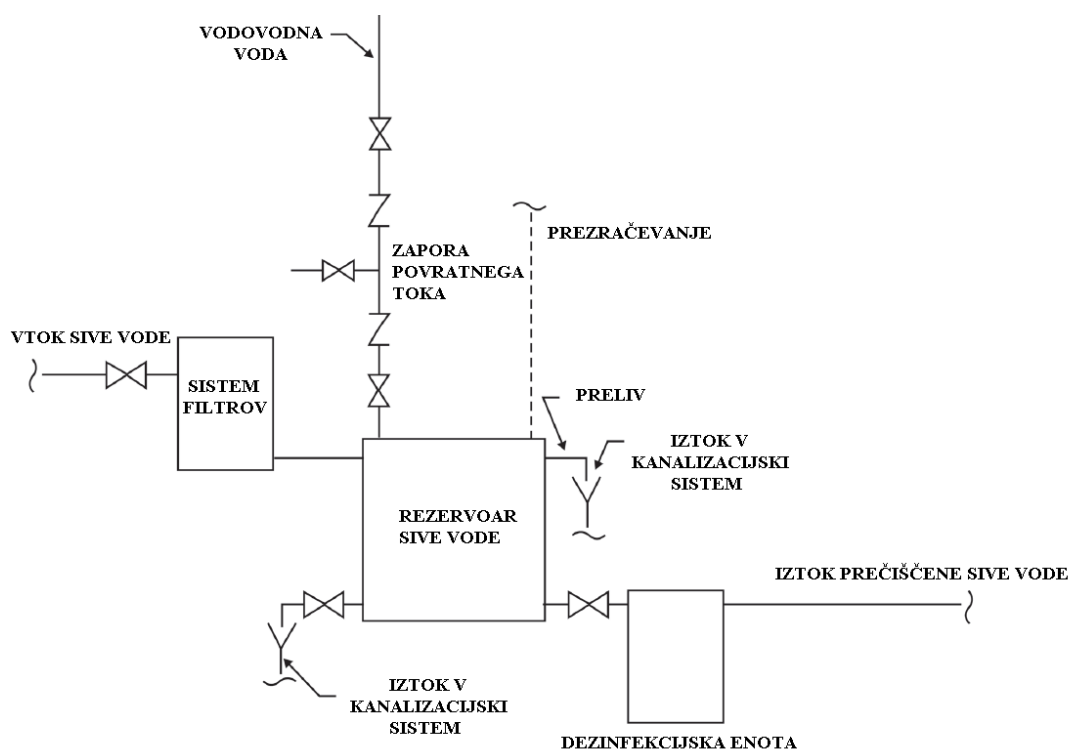 VODOVODNA
VODA
PREZRAČEVANJE
ZAPORA
POVRATNEGA
TOKA
VTOK SIVE VODE
SISTEM
FILTROV
PRELIV
IZTOK V
KANALIZACIJSKI
SISTEM
REZERVOAR
SIVE VODE
IZTOK PREČIŠČENE SIVE VODE
IZTOK V
KANALIZACIJSKI
SISTEM
DEZINFEKCIJSKA ENOTA